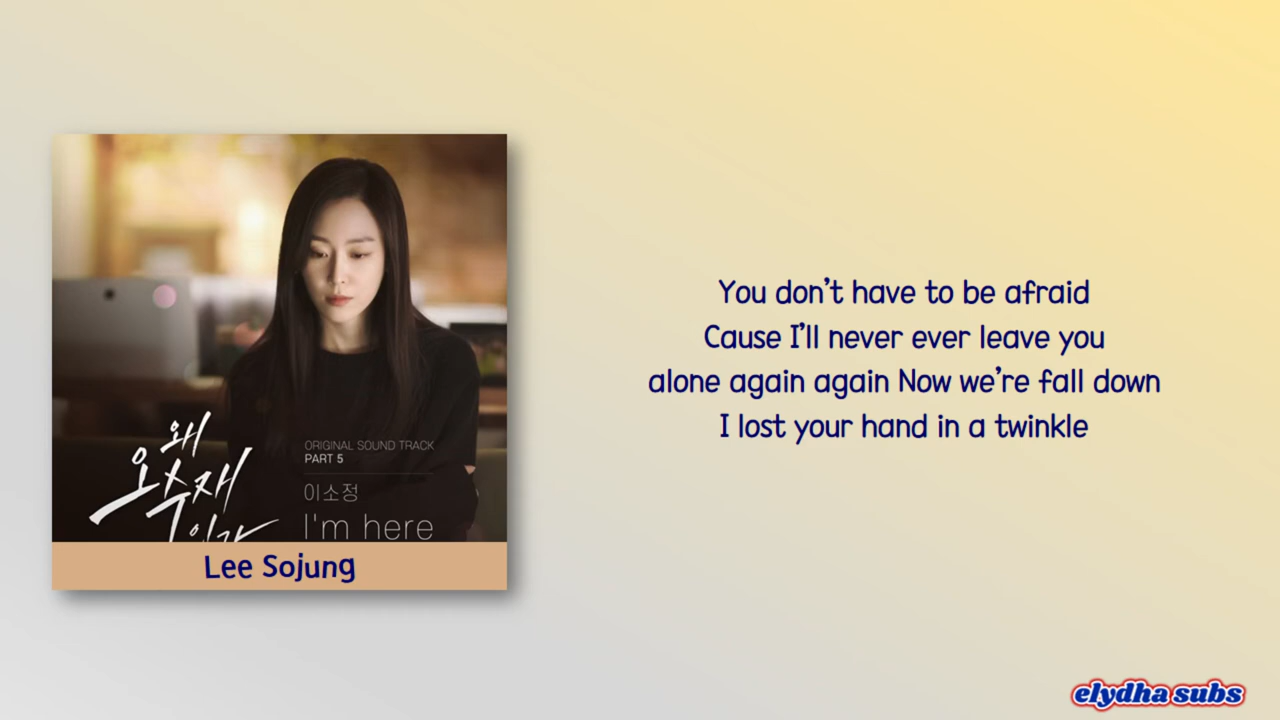 왜
오수재
인가
ORIGINAL SOUND TRACK
PART 5
이소정
I'm here
Lee Sojung
You don't have to be afraid
Cause I'll never ever leave you
alone again again Now we're fall down
I lost your hand in a twinkle
elydha subs